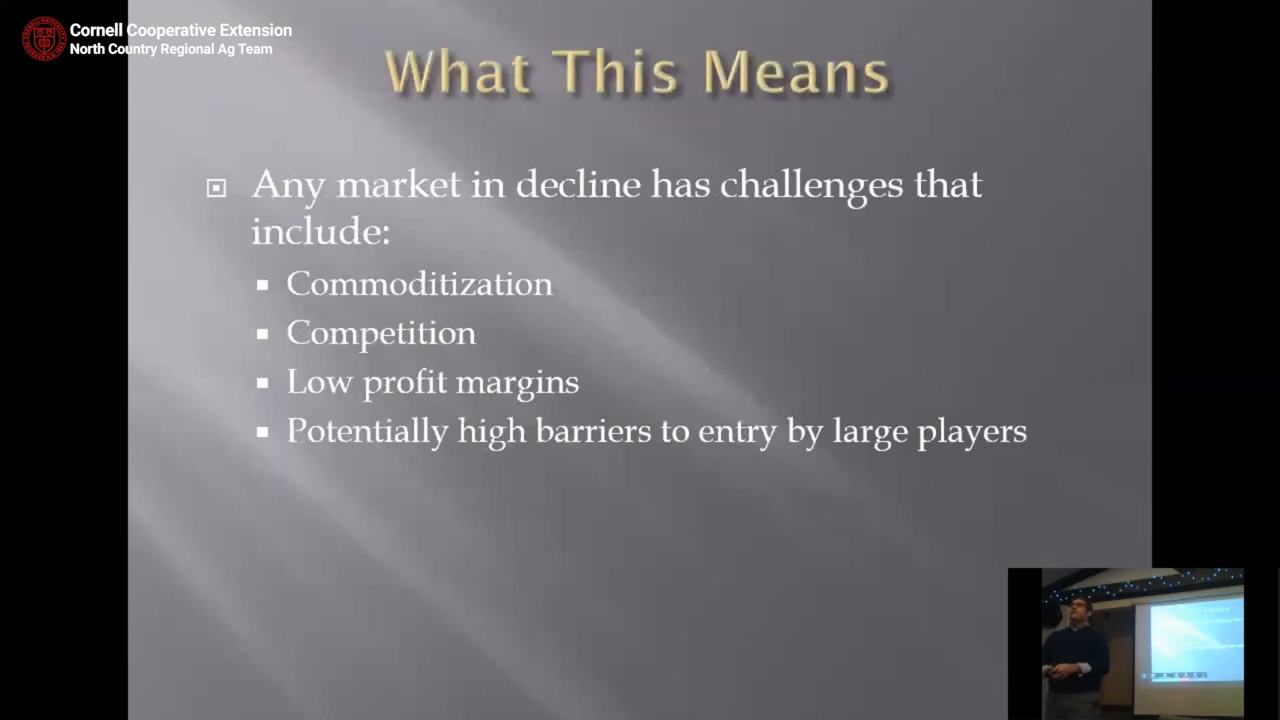 Cornell Cooperative Extension
North Country Regional Ag Team
What This Means
Any market in decline has challenges that
include:
Commoditization
Competition
Low profit margins
Potentially high barriers to entry by large players